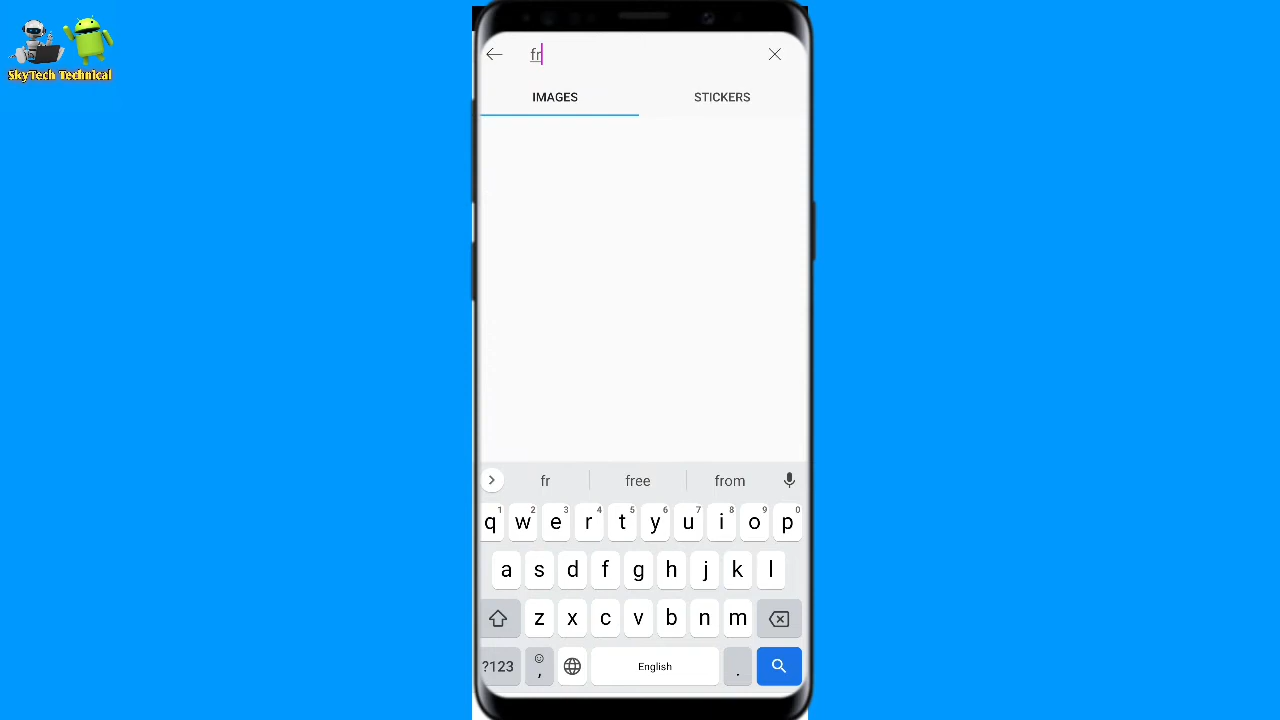 SkyTech Technical
fr
IMAGES STICKERS
fr free from
1 2 3 4 5 6 7 8 9 0
q w e r t y u i o p
a s d f g h j k l
z x c v b n m
?123 , English .